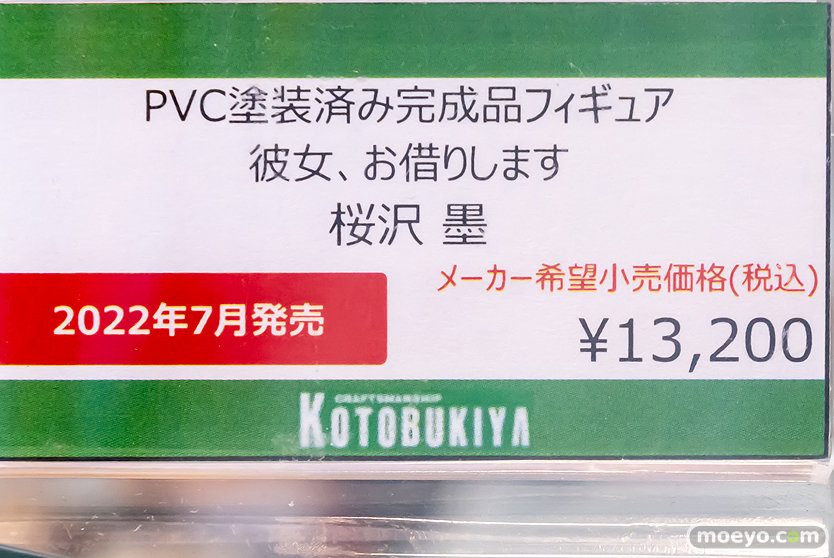 PVC塗装済み完成品フィギュア
彼女、お借りします
桜沢 墨
メーカー希望小売価格(税込)
2022年7月発売
¥13,200
CRAFTSMANSHIP
KOTOBUKIYA
moeyo.com